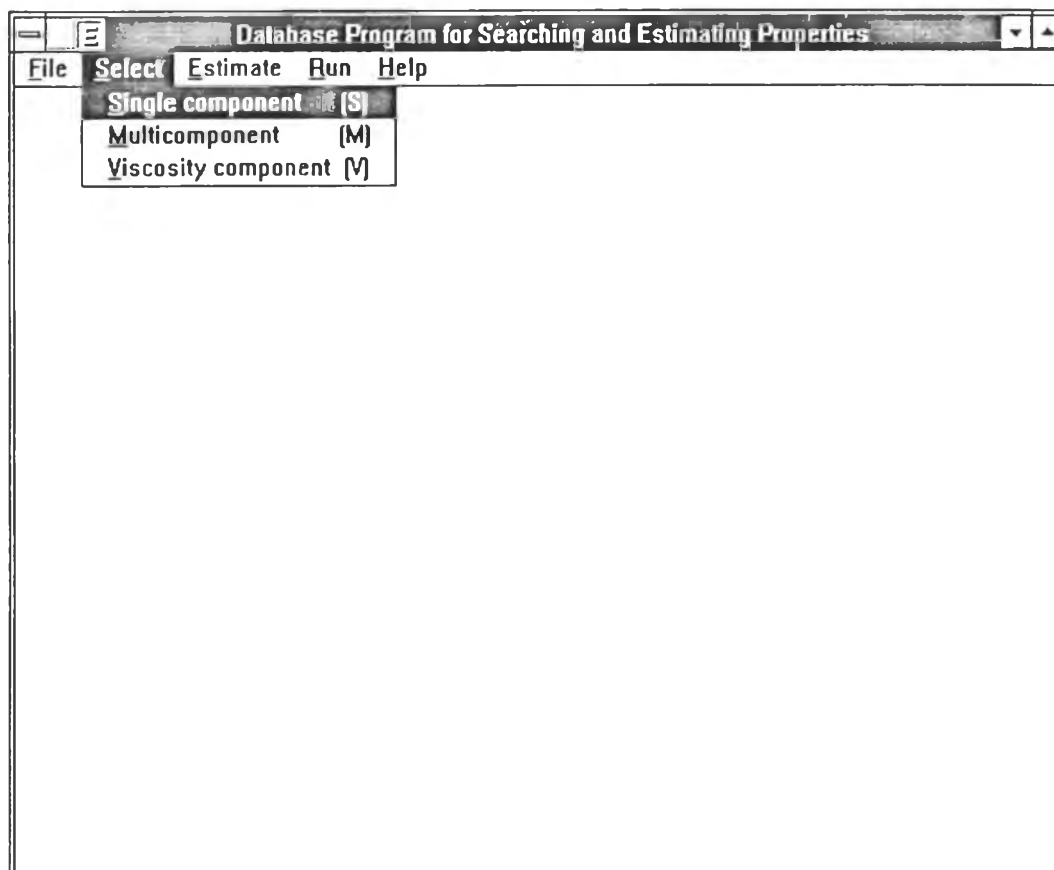 Database Program for Searching and Estimating Properties
File Select Estimate Run Help
Single component (S)
Multicomponent (M)
Viscosity component (V)